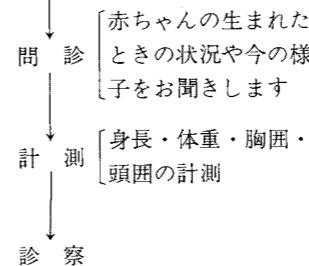 赤ちゃんの生まれた
問診 ときの状況や今の様
子をお聞きします
計測 身長・体重・胸囲・
頭囲の計測
診察